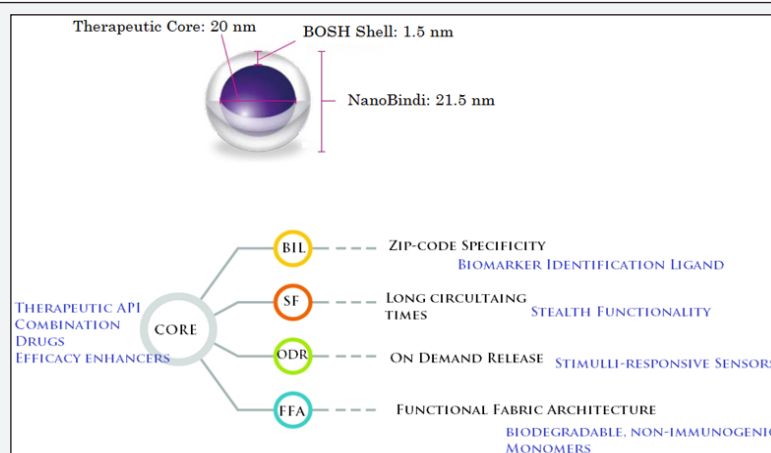 Therapeutic Core: 20 nm
BOSH Shell: 1.5 nm
NanoBindi: 21.5 nm
BIL
ZIP-CODE SPECIFICITY
BIOMARKER IDENTIFICATION LIGAND
THERAPEUTIC API
COMBINATION
DRUGS
EFFICACY ENHANCERS
CORE
SF
LONG CIRCULTAING
TIMES
STEALTH FUNCTIONALITY
ODR
ON DEMAND RELEASE
STIMULLI-RESPONSIVE SENSORS
FFA
FUNCTIONAL FABRIC ARCHITECTURE
BIODEGRADABLE, NON-IMMUNOGENIC
MONOMERS